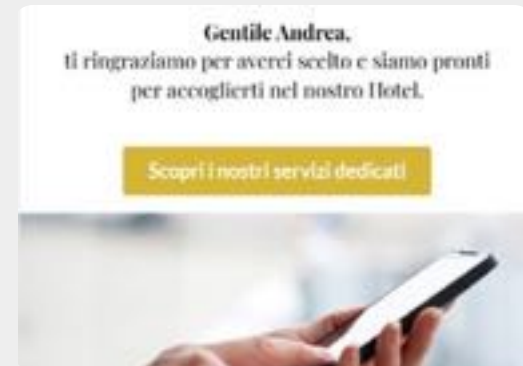 Gentile Andrea,
ti ringraziamo per averci scelto e siamo pronti
per accoglierti nel nostro Hotel.
Scopri i nostri servizi dedicati